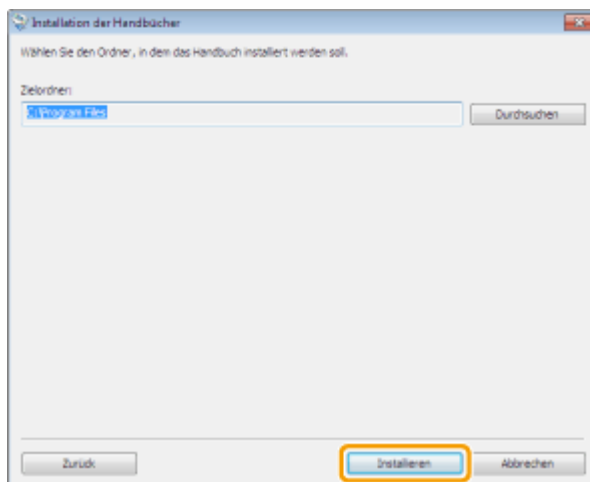 Installation der Handbücher
Wählen Sie den Ordner, in dem das Handbuch installiert werden soll.
Zielordner:
C:\Program Files
Durchsuchen
Zurück
Installieren
Abbrechen